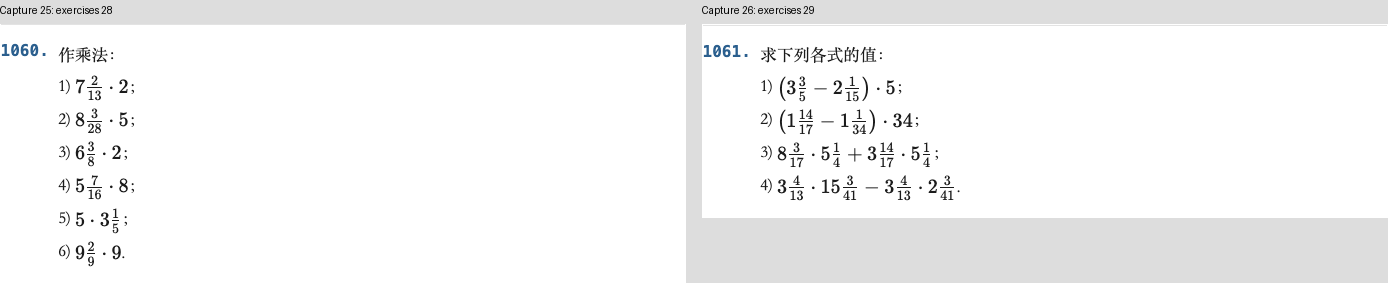 Capture 25: exercises 28
1060. 作乘法:
1) 7 2/13 · 2;
2) 8 3/28 · 5;
3) 6 3/8 · 2;
4) 5 7/16 · 8;
5) 5 · 3 1/5;
6) 9 2/9 · 9.
Capture 26: exercises 29
1061. 求下列各式的值:
1) (3 3/5 − 2 1/15) · 5;
2) (1 14/17 − 1 1/34) · 34;
3) 8 3/17 · 5 1/4 + 3 14/17 · 5 1/4;
4) 3 4/13 · 15 3/41 − 3 4/13 · 2 3/41.